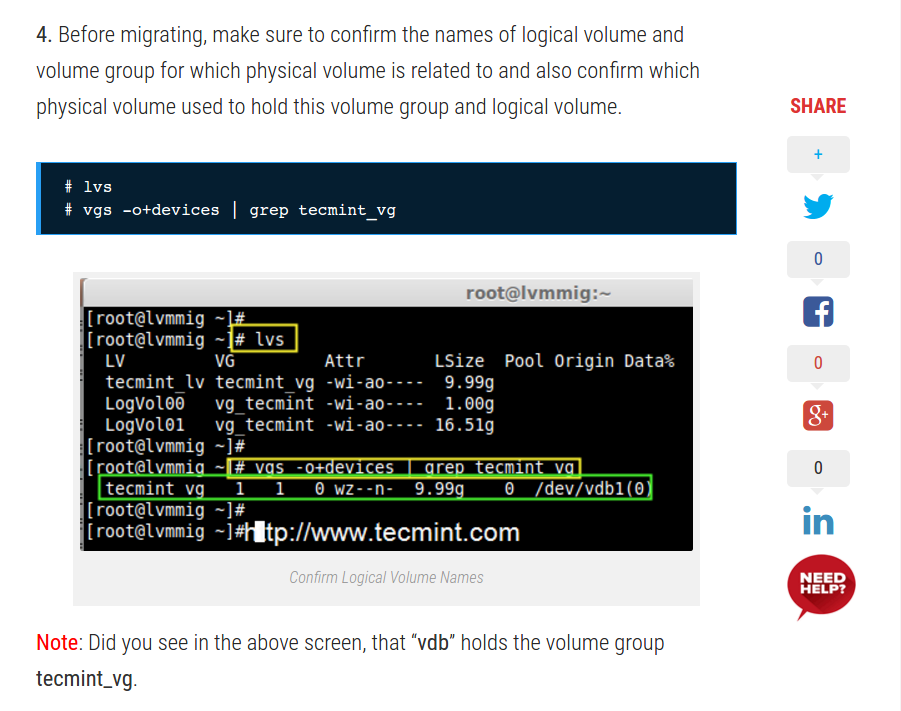 4. Before migrating, make sure to confirm the names of logical volume and
volume group for which physical volume is related to and also confirm which
physical volume used to hold this volume group and logical volume.
SHARE
+
0
0
g+
0
in
NEED
HELP?
# lvs
# vgs -o+devices | grep tecmint_vg
root@lvmmig:~
[root@lvmmig ~]#
[root@lvmmig ~]# lvs
LV VG Attr LSize Pool Origin Data%
tecmint_lv tecmint_vg -wi-ao---- 9.99g
LogVol00 vg_tecmint -wi-ao---- 1.00g
LogVol01 vg_tecmint -wi-ao---- 16.51g
[root@lvmmig ~]#
[root@lvmmig ~]# vgs -o+devices | grep tecmint_vg
tecmint_vg 1 1 0 wz--n- 9.99g 0 /dev/vdb1(0)
[root@lvmmig ~]#
[root@lvmmig ~]#http://www.tecmint.com
Confirm Logical Volume Names
Note: Did you see in the above screen, that “vdb” holds the volume group
tecmint_vg.